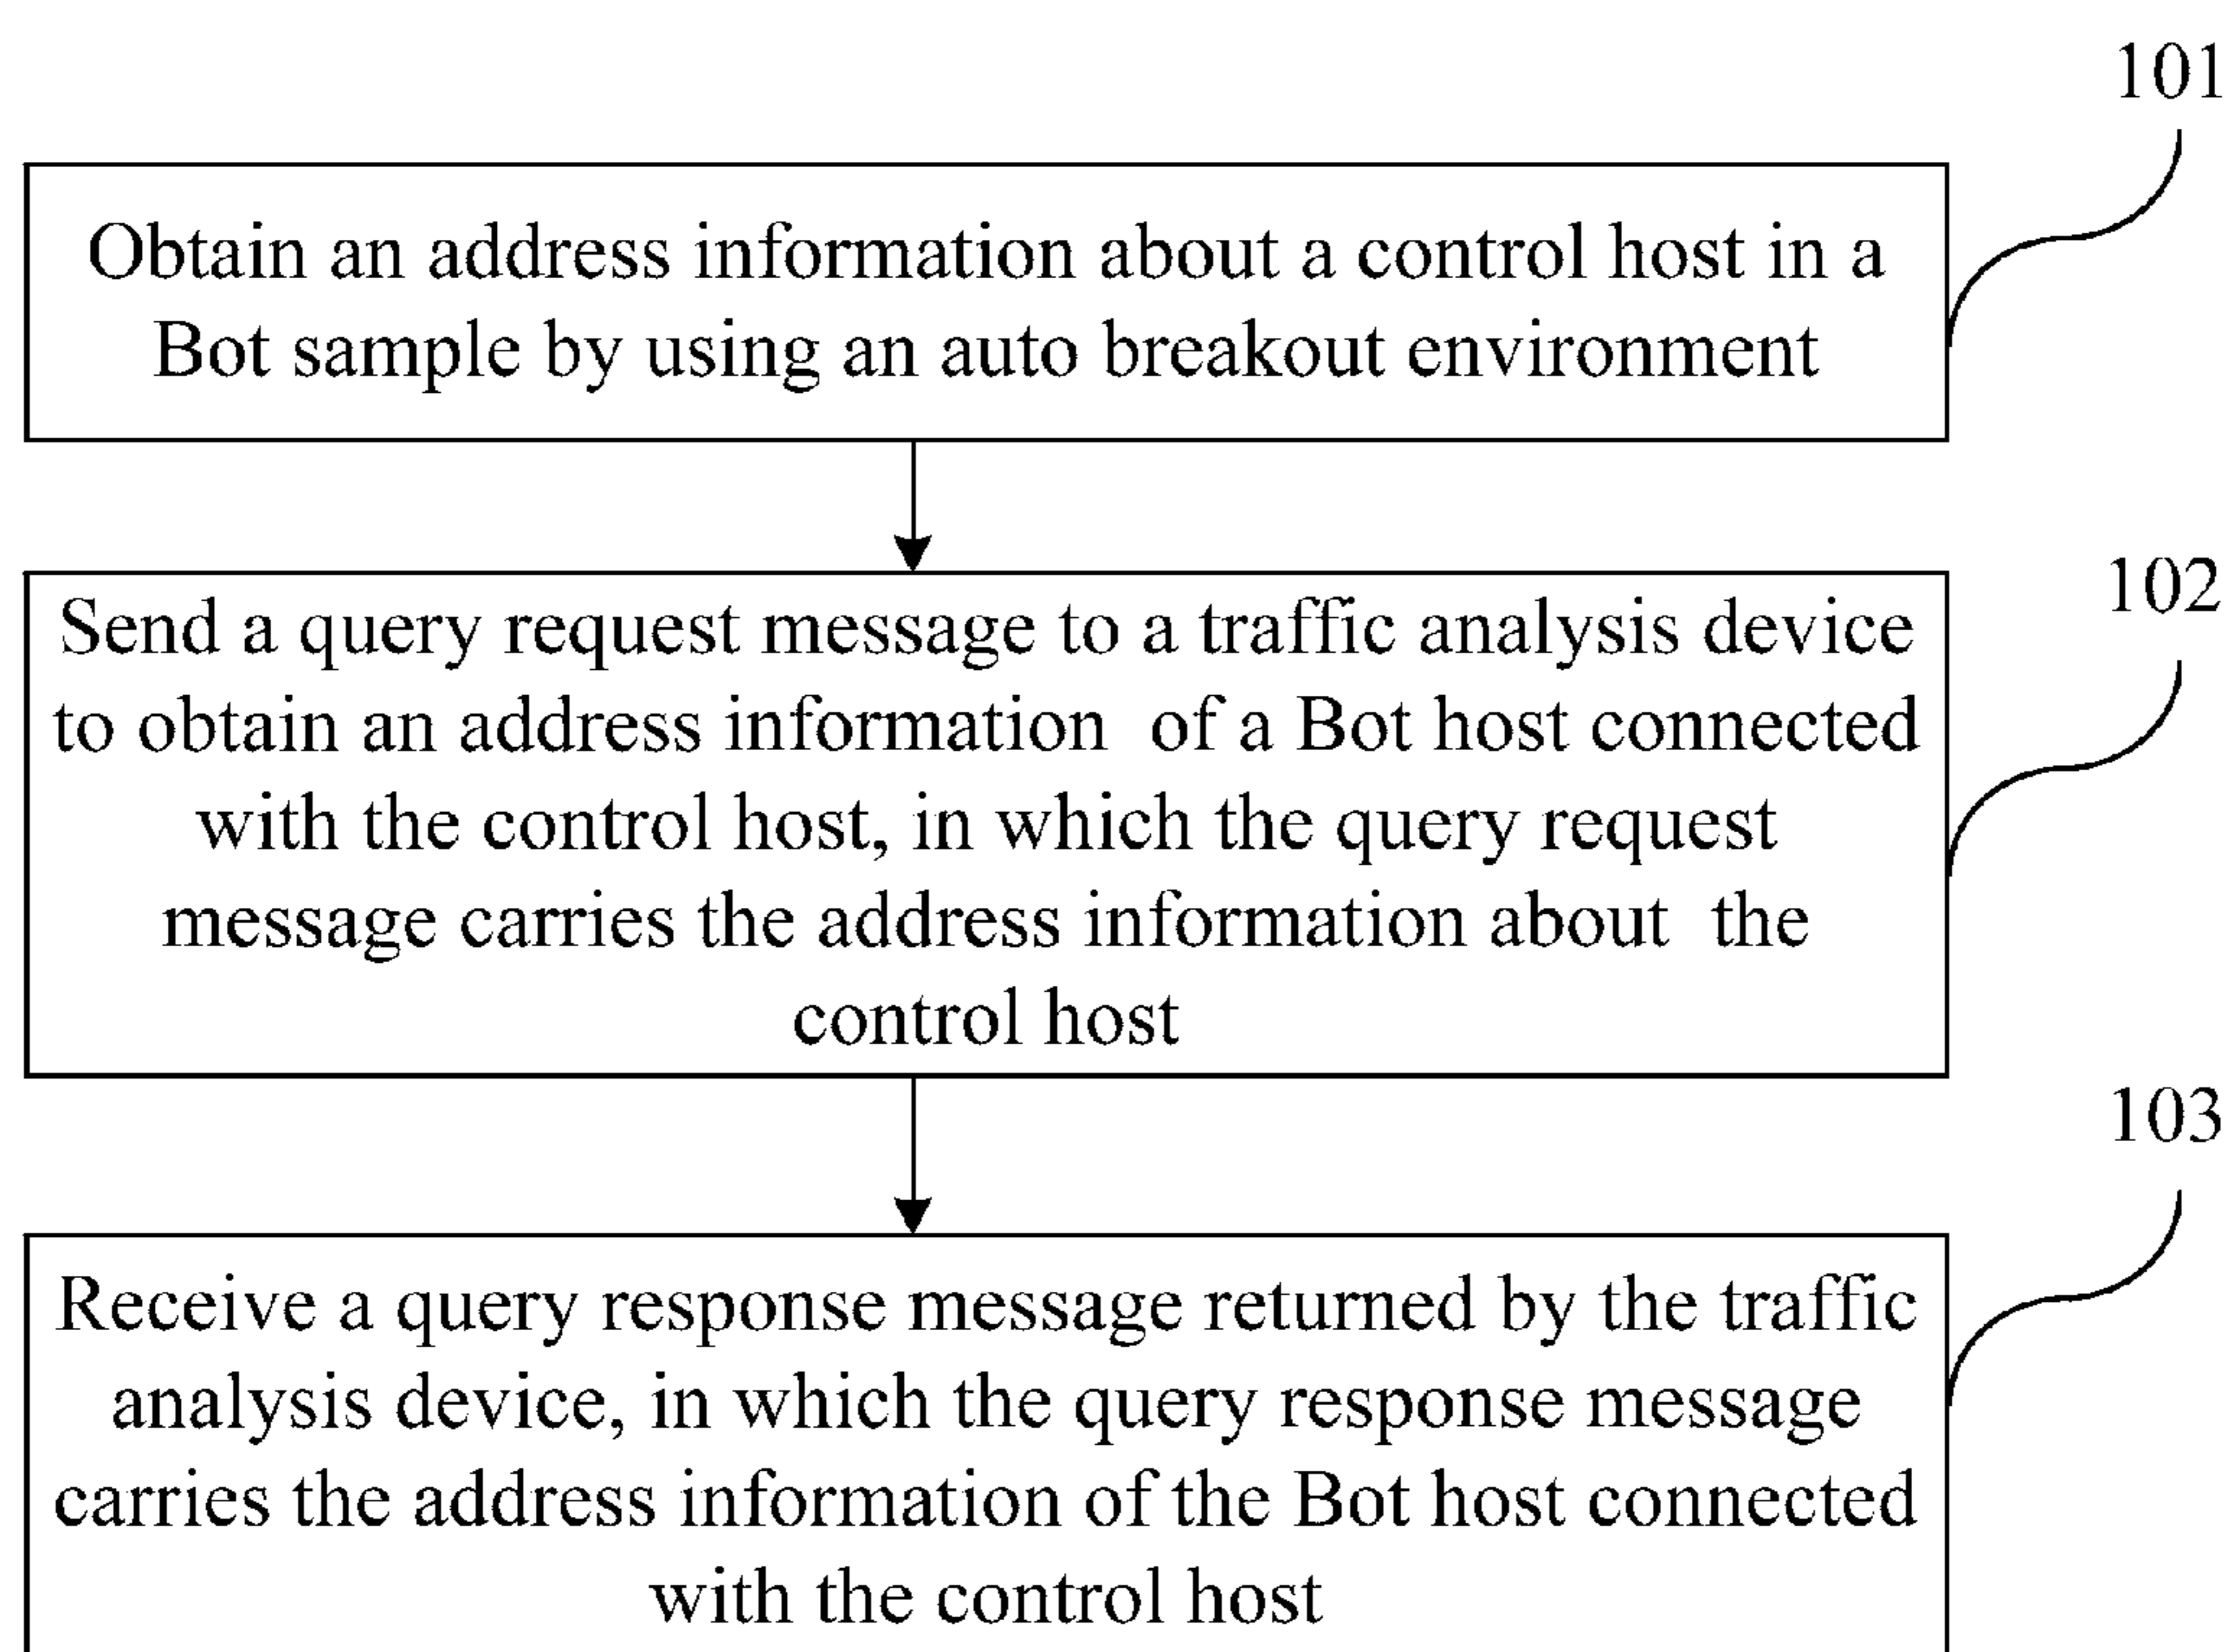 101
Obtain an address information about a control host in a
Bot sample by using an auto breakout environment
102
Send a query request message to a traffic analysis device
to obtain an address information of a Bot host connected
with the control host, in which the query request
message carries the address information about the
control host
103
Receive a query response message returned by the traffic
analysis device, in which the query response message
carries the address information of the Bot host connected
with the control host